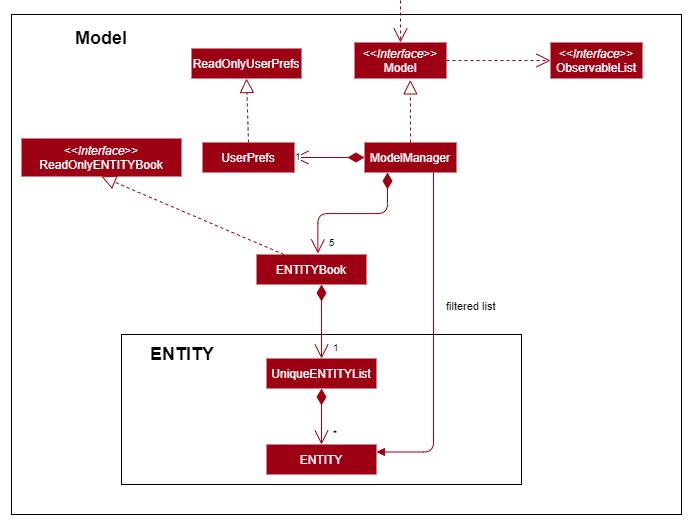 Model
<<Interface>>
Model
<<Interface>>
ObservableList
ReadOnlyUserPrefs
<<Interface>>
ReadOnlyENTITYBook
UserPrefs
1
ModelManager
5
ENTITYBook
filtered list
ENTITY
1
UniqueENTITYList
*
ENTITY